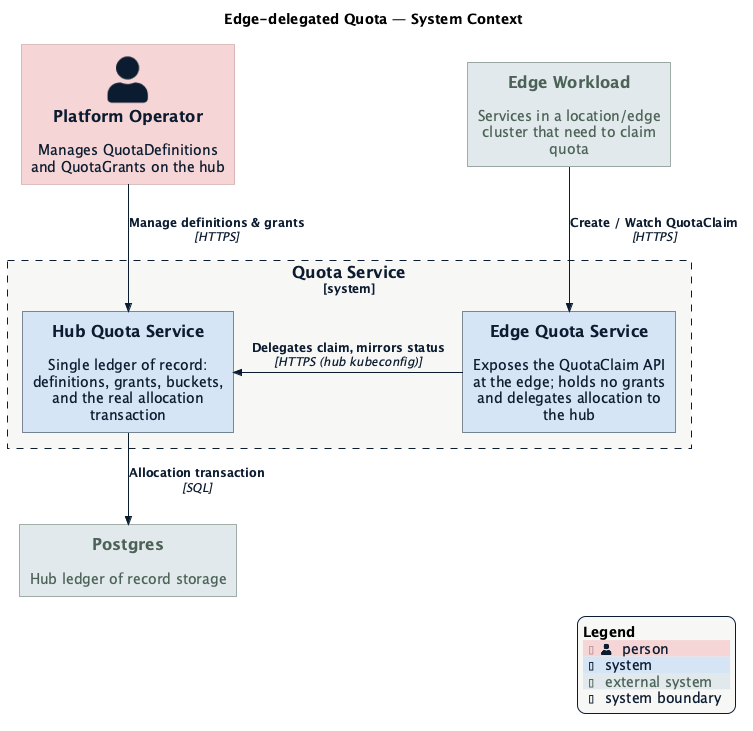 Edge-delegated Quota — System Context
Platform Operator
Manages QuotaDefinitions
and QuotaGrants on the hub
Edge Workload
Services in a location/edge
cluster that need to claim
quota
Manage definitions & grants
[HTTPS]
Create / Watch QuotaClaim
[HTTPS]
Quota Service
[system]
Hub Quota Service
Single ledger of record:
definitions, grants, buckets,
and the real allocation
transaction
Delegates claim, mirrors status
[HTTPS (hub kubeconfig)]
Edge Quota Service
Exposes the QuotaClaim API
at the edge; holds no grants
and delegates allocation to
the hub
Allocation transaction
[SQL]
Postgres
Hub ledger of record storage
Legend
person
system
external system
system boundary